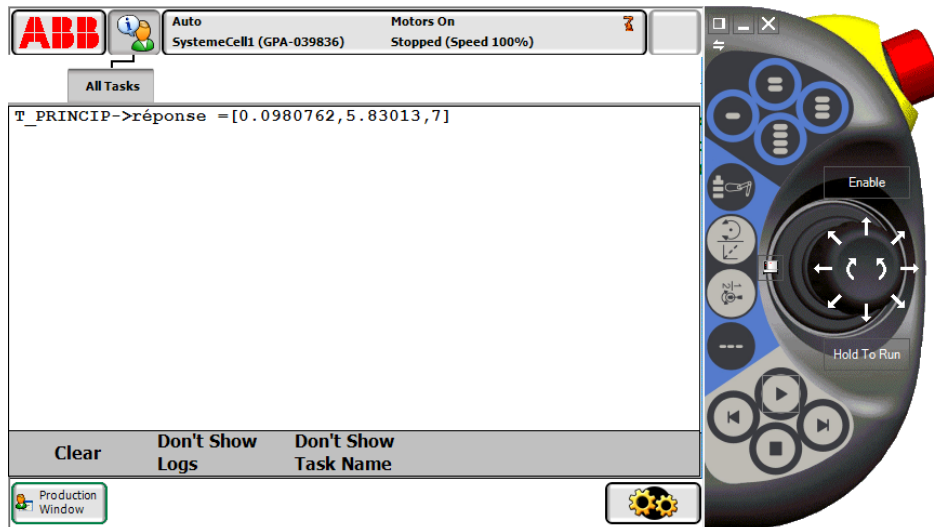 ABB
Auto Motors On
SystemeCell1 (GPA-039836) Stopped (Speed 100%)
All Tasks
T_PRINCIP->réponse =[0.0980762,5.83013,7]
Enable
Hold To Run
Clear Don't Show Don't Show
Logs Task Name
Production
Window